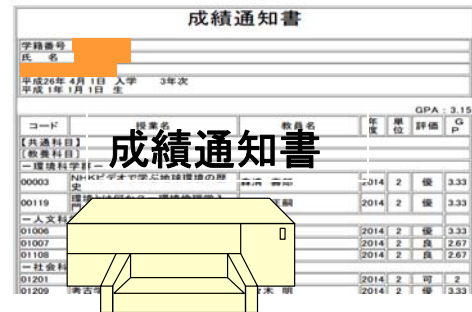 成績通知書
学籍番号
氏 名
平成26年 4月 1日 入学 3年次
平成 1年 1月 1日 生
GPA : 3.15
コード 授業名 教員名 年度 単位 評価 GP
【共通科目】
[教養科目]
成績通知書
－環境科学群－
00003 NHKビデオで学ぶ地球環境の歴史 2014 2 優 3.33
00119 2014 2 優 3.33
－人文科
01006 2014 2 優 3.33
01007 2014 2 良 2.67
01108 2014 2 良 2.67
－社会科
01201 2014 2 可 2
01209 考古学 木 明 2014 2 優 3.33